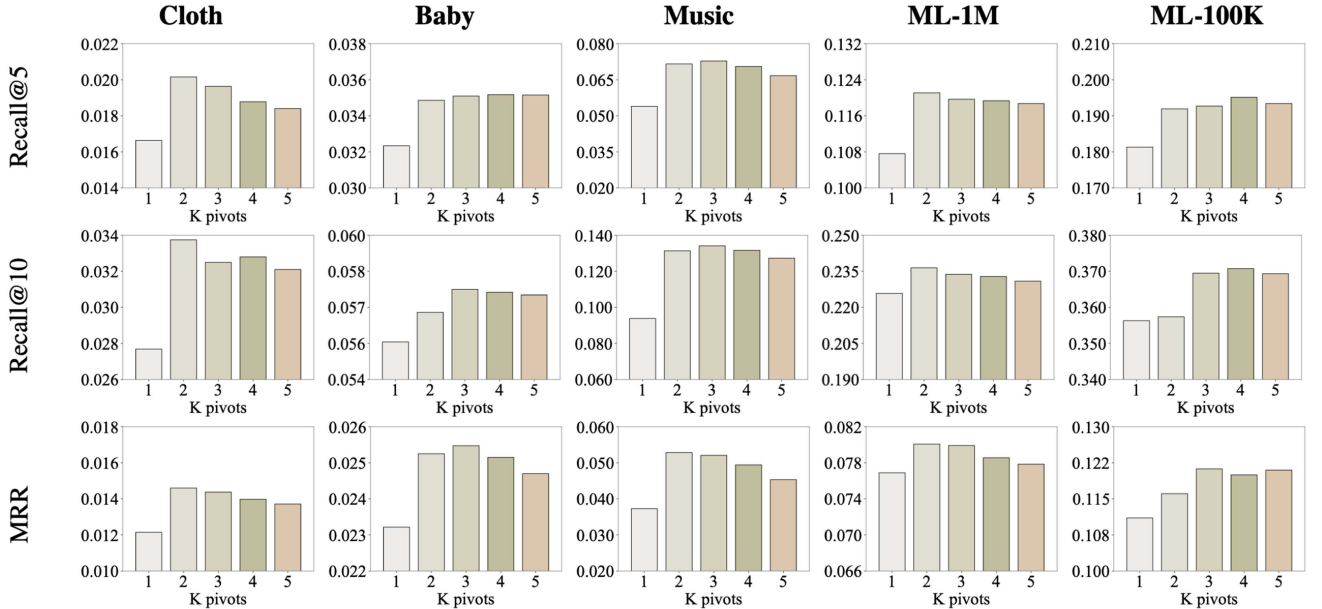 Cloth Baby Music ML-1M ML-100K
Recall@5
0.022 0.038 0.080 0.132 0.210
0.020 0.036 0.065 0.124 0.200
0.018 0.034 0.050 0.116 0.190
0.016 0.032 0.035 0.108 0.180
0.014 0.030 0.020 0.100 0.170
1 2 3 4 5 1 2 3 4 5 1 2 3 4 5 1 2 3 4 5 1 2 3 4 5
K pivots K pivots K pivots K pivots K pivots
Recall@10
0.034 0.060 0.140 0.250 0.380
0.032 0.058 0.120 0.235 0.370
0.030 0.057 0.100 0.220 0.360
0.028 0.056 0.080 0.205 0.350
0.026 0.054 0.060 0.190 0.340
1 2 3 4 5 1 2 3 4 5 1 2 3 4 5 1 2 3 4 5 1 2 3 4 5
K pivots K pivots K pivots K pivots K pivots
MRR
0.018 0.026 0.060 0.082 0.130
0.016 0.025 0.050 0.078 0.122
0.014 0.024 0.040 0.074 0.115
0.012 0.023 0.030 0.070 0.108
0.010 0.022 0.020 0.066 0.100
1 2 3 4 5 1 2 3 4 5 1 2 3 4 5 1 2 3 4 5 1 2 3 4 5
K pivots K pivots K pivots K pivots K pivots